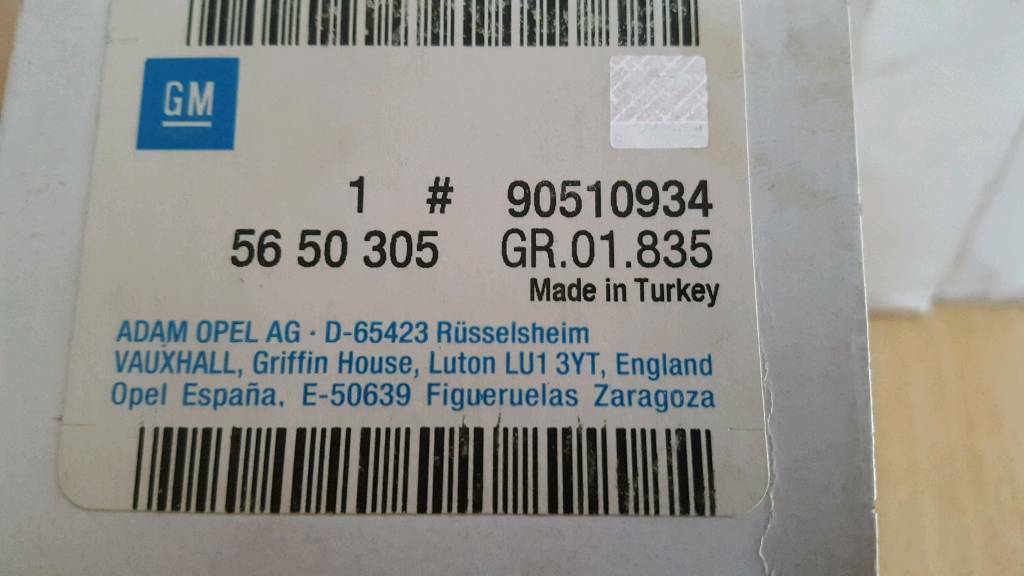 GM
1 # 90510934
56 50 305 GR.01.835
Made in Turkey
ADAM OPEL AG · D-65423 Rüsselsheim
VAUXHALL, Griffin House, Luton LU1 3YT, England
Opel España. E-50639 Figueruelas Zaragoza